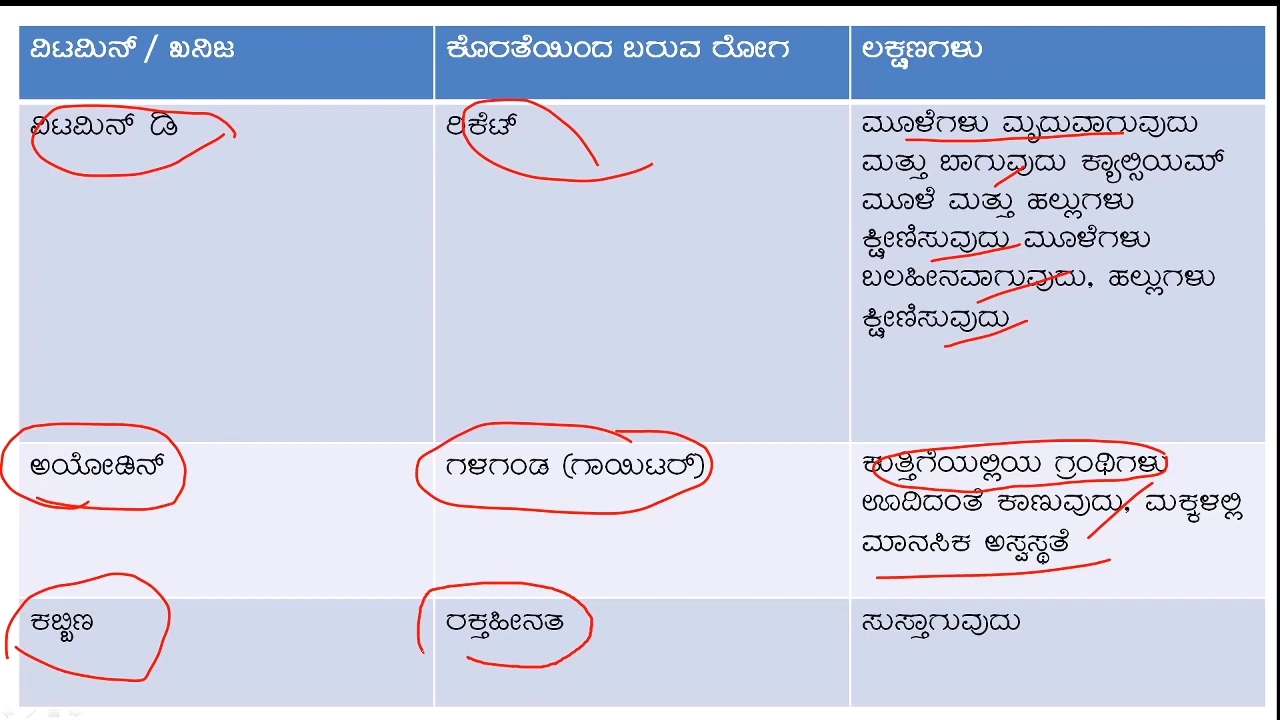 ವಿಟಮಿನ್ / ಖನಿಜ
ಕೊರತೆಯಿಂದ ಬರುವ ರೋಗ
ಲಕ್ಷಣಗಳು
ವಿಟಮಿನ್ ಡಿ
ರಿಕೆಟ್
ಮೂಳೆಗಳು ಮೃದುವಾಗುವುದು
ಮತ್ತು ಬಾಗುವುದು ಕ್ಯಾಲ್ಸಿಯಮ್
ಮೂಳೆ ಮತ್ತು ಹಲ್ಲುಗಳು
ಕ್ಷೀಣಿಸುವುದು ಮೂಳೆಗಳು
ಬಲಹೀನವಾಗುವುದು, ಹಲ್ಲುಗಳು
ಕ್ಷೀಣಿಸುವುದು
ಅಯೋಡಿನ್
ಗಳಗಂಡ (ಗಾಯಿಟರ್)
ಕುತ್ತಿಗೆಯಲ್ಲಿಯ ಗ್ರಂಥಿಗಳು
ಊದಿದಂತೆ ಕಾಣುವುದು, ಮಕ್ಕಳಲ್ಲಿ
ಮಾನಸಿಕ ಅಸ್ವಸ್ಥತೆ
ಕಬ್ಬಿಣ
ರಕ್ತಹೀನತ
ಸುಸ್ತಾಗುವುದು